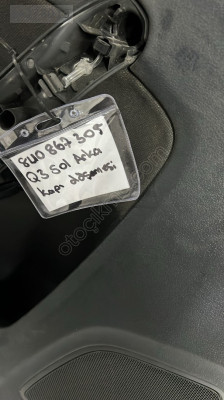 8U0 867 305
Q3 Sol Arka
Kapı döşemesi